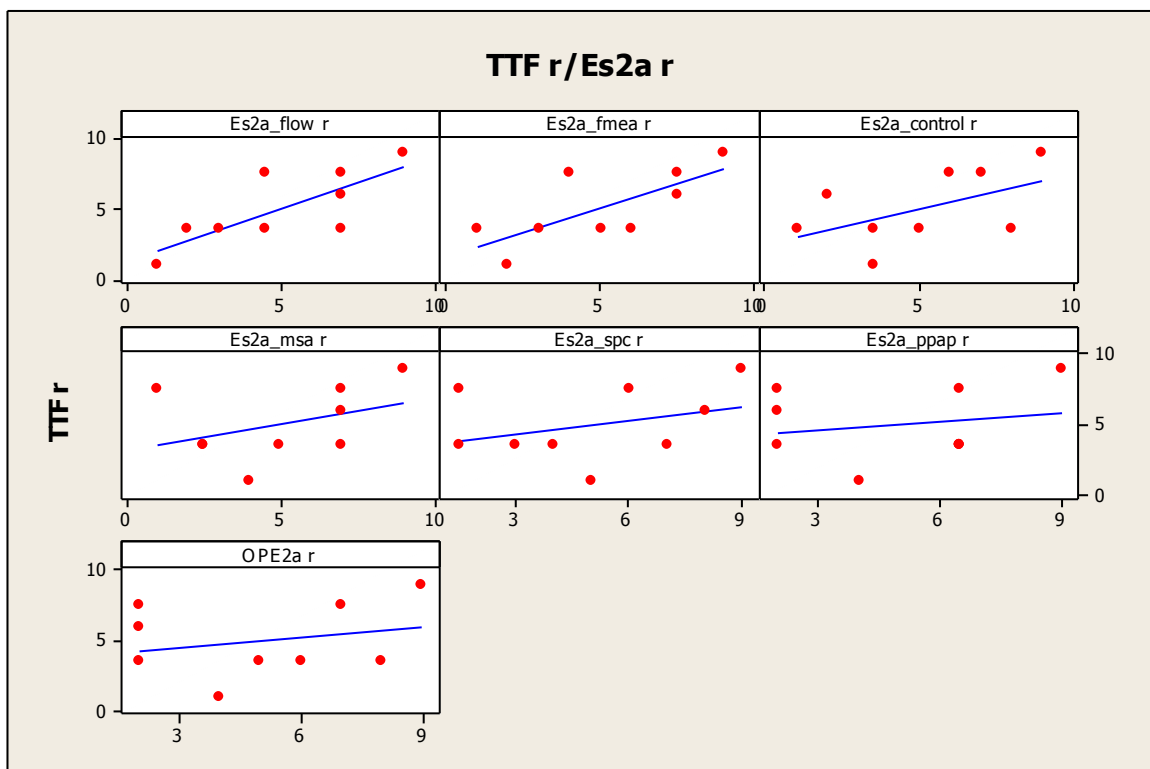 TTF r/Es2a r
Es2a_flow r Es2a_fmea r Es2a_control r
10
5
0
0 5 10 0 5 10 0 5 10
Es2a_msa r Es2a_spc r Es2a_ppap r
10
5
0
0 5 10 3 6 9 3 6 9
TTF r
OPE2a r
10
5
0
3 6 9